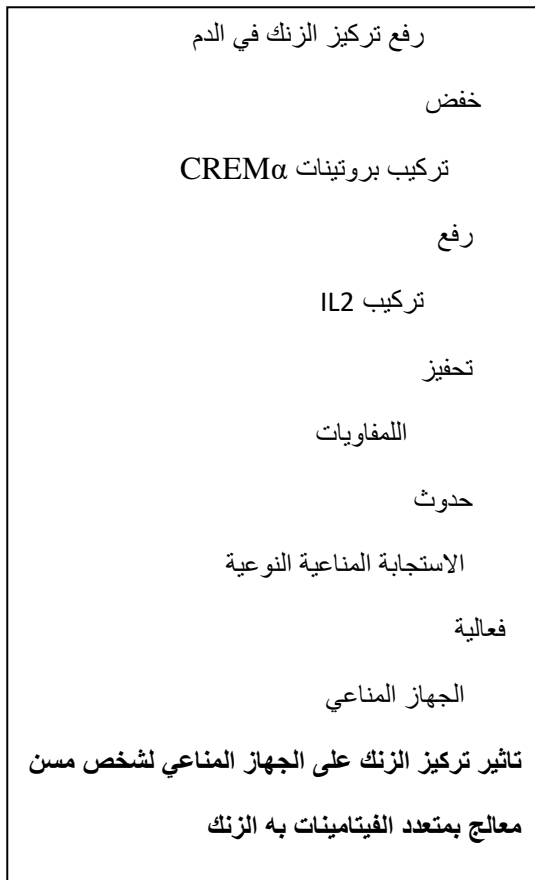 رفع تركيز الزنك في الدم
خفض
تركيب بروتينات CREMα
رفع
تركيب IL2
تحفيز
اللمفاويات
حدوث
الاستجابة المناعية النوعية
فعالية
الجهاز المناعي
تاثير تركيز الزنك على الجهاز المناعي لشخص مسن
معالج بمتعدد الفيتامينات به الزنك